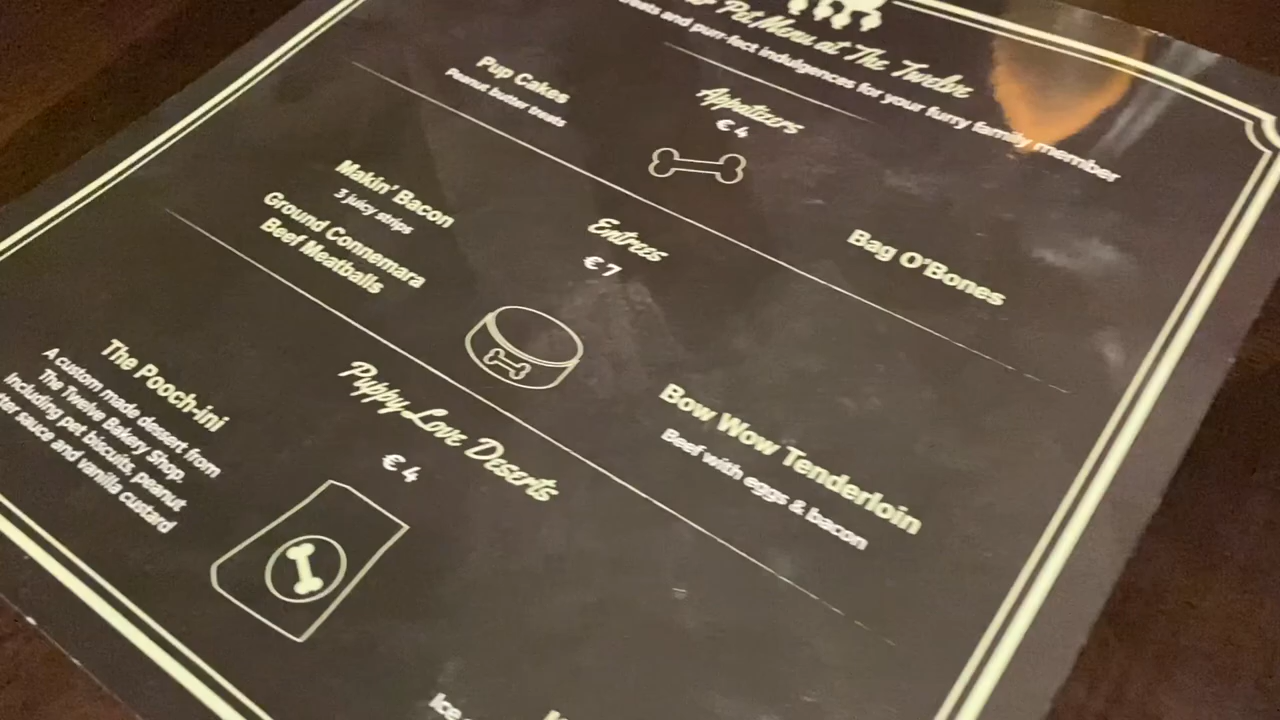 Pet Menu at The Twelve
treats and purr-fect indulgences for your furry family member
Appatizers
€4
Pup Cakes
Peanut butter treats
Bag O'Bones
Entrees
€7
Makin' Bacon
3 juicy strips
Ground Connemara
Beef Meatballs
Bow Wow Tenderloin
Beef with eggs & bacon
Puppy Love Deserts
€4
The Pooch-ini
A custom made desert from
The Twelve Bakery Shop.
Including pet biscuits, peanut
sauce and vanilla custard
Ice